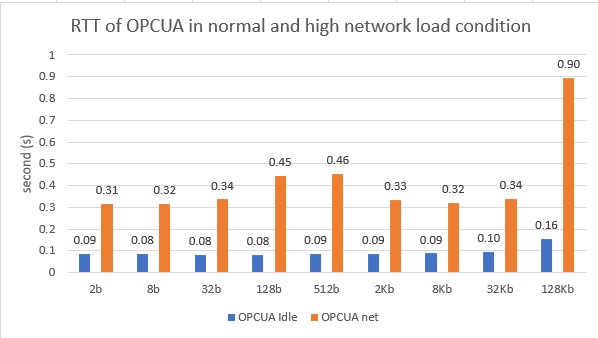 RTT of OPCUA in normal and high network load condition
second (s)
1
0.9
0.8
0.7
0.6
0.5
0.4
0.3
0.2
0.1
0
0.09 0.31 0.08 0.32 0.08 0.34 0.08 0.45 0.09 0.46 0.09 0.33 0.09 0.32 0.10 0.34 0.16 0.90
2b 8b 32b 128b 512b 2Kb 8Kb 32Kb 128Kb
OPCUA Idle OPCUA net